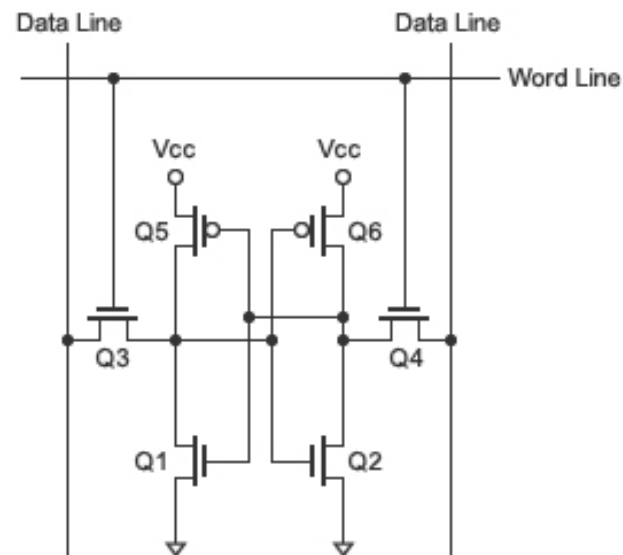 Data Line Data Line
Word Line
Vcc Vcc
Q5 Q6
Q3 Q4
Q1 Q2